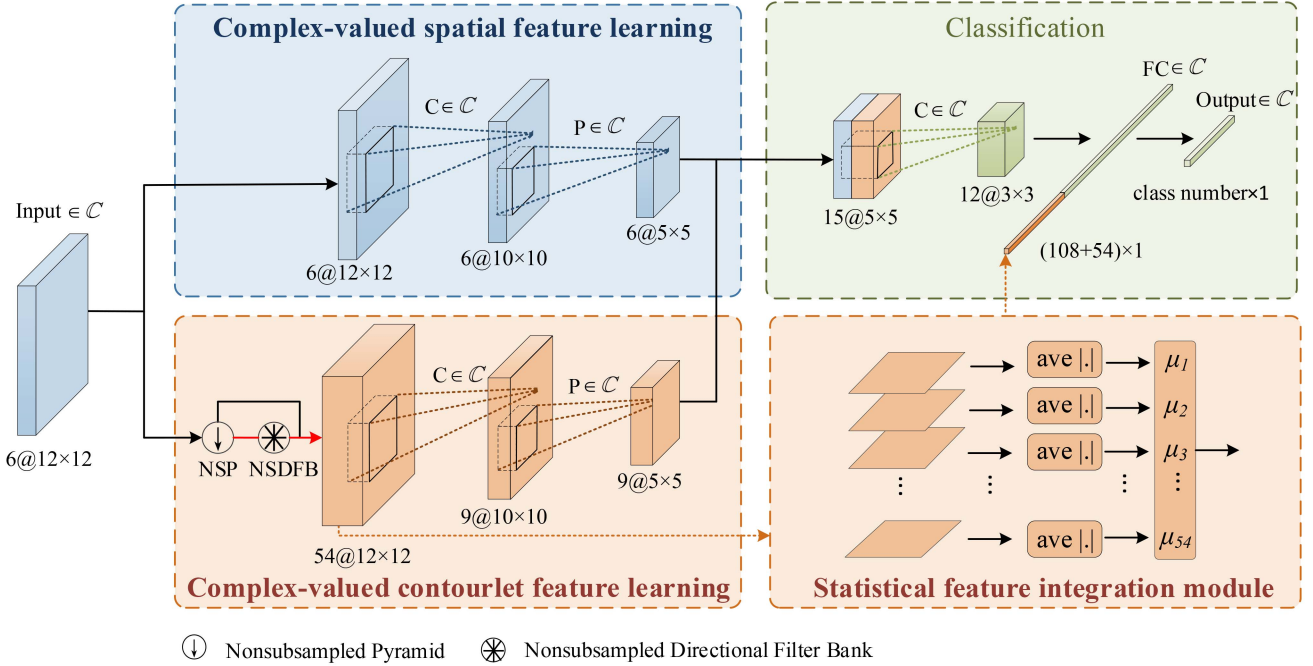 Complex-valued spatial feature learning
C∈ℂ
P∈ℂ
6@12×12
6@10×10
6@5×5
Input ∈ ℂ
6@12×12
Classification
C∈ℂ
FC∈ℂ
Output∈ℂ
15@5×5
12@3×3
class number×1
(108+54)×1
C∈ℂ
P∈ℂ
NSP
NSDFB
54@12×12
9@10×10
9@5×5
Complex-valued contourlet feature learning
ave |.|
μ1
ave |.|
μ2
ave |.|
μ3
⋮ ⋮ ⋮ ⋮
ave |.|
μ54
Statistical feature integration module
Nonsubsampled Pyramid
Nonsubsampled Directional Filter Bank